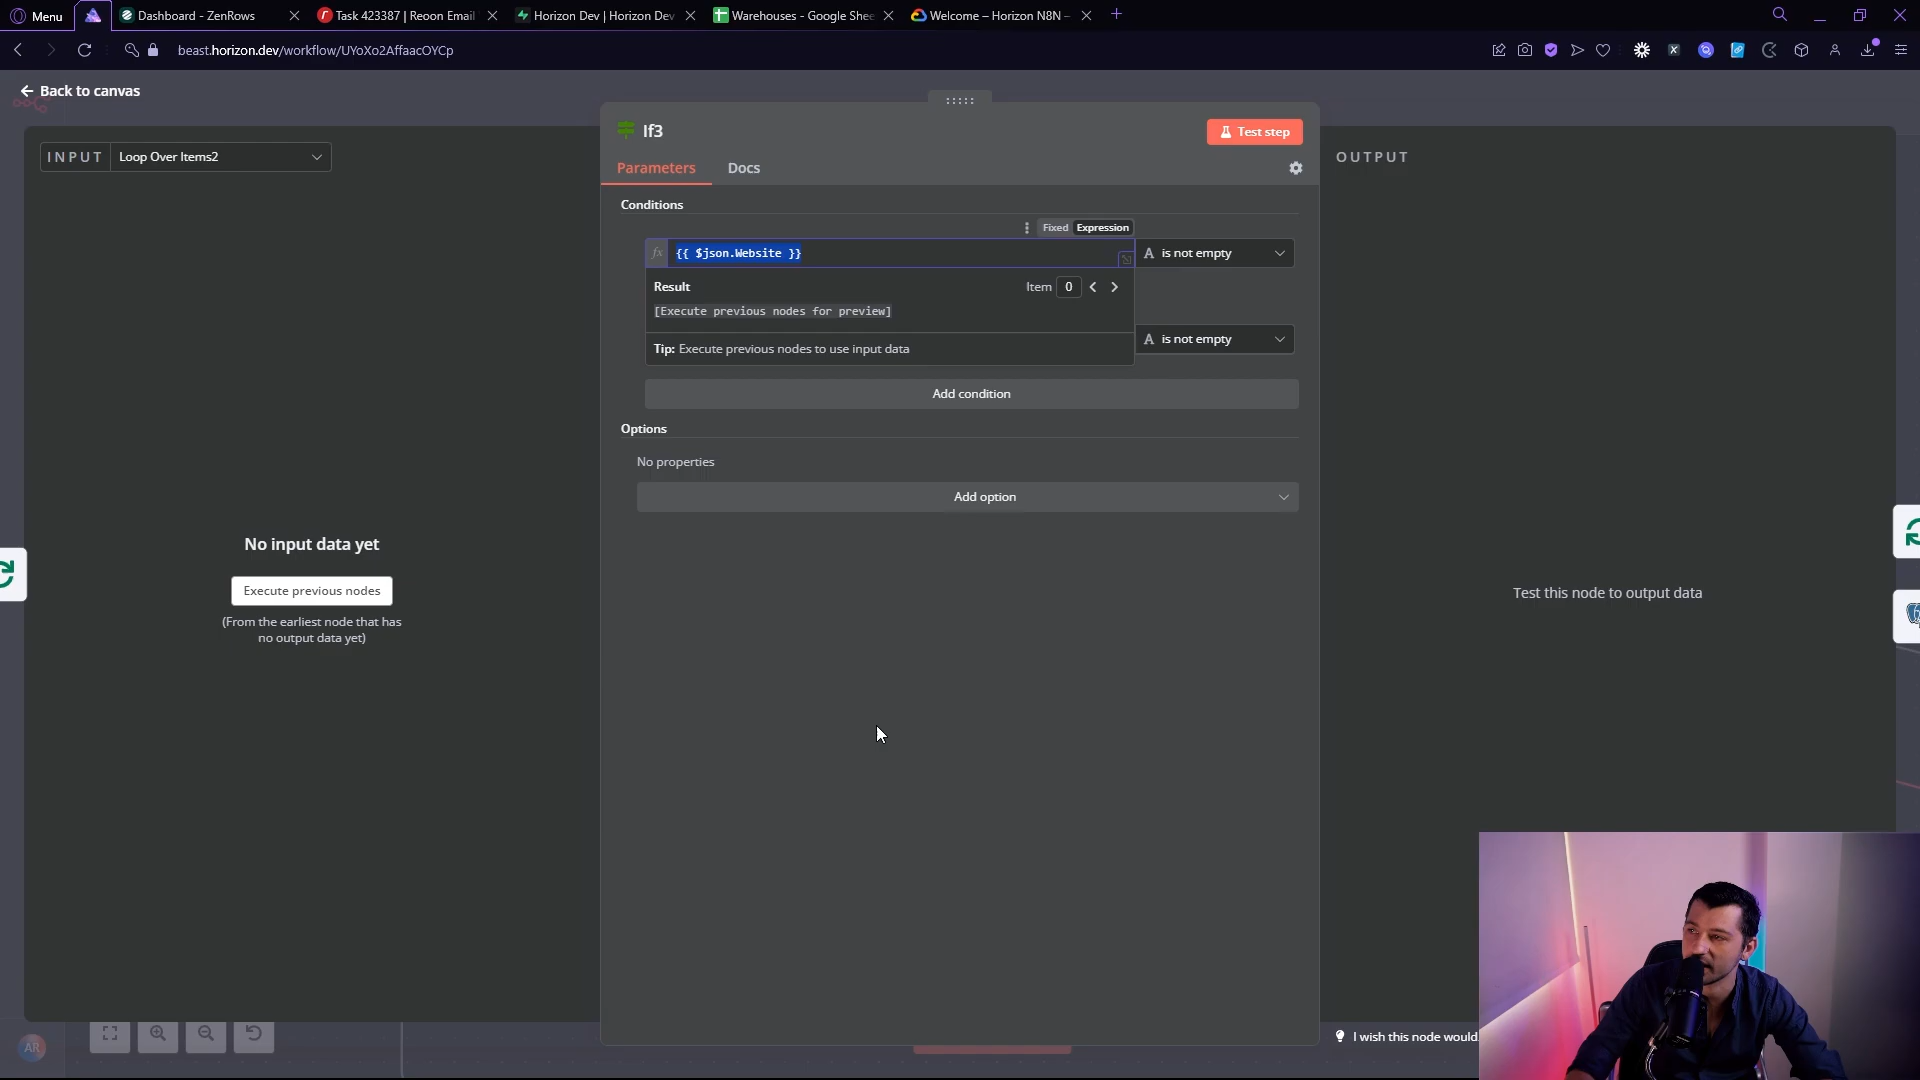 Menu
Dashboard - ZenRows
Task 423387 | Reoon Email
Horizon Dev | Horizon Dev
Warehouses - Google Shee
Welcome – Horizon N8N –
beast.horizon.dev/workflow/UYoXo2AffaacOYCp
Back to canvas
INPUT
Loop Over Items2
If3
Test step
OUTPUT
Parameters
Docs
Conditions
Fixed
Expression
fx
{{ $json.Website }}
A is not empty
Result
Item
0
[Execute previous nodes for preview]
A is not empty
Tip: Execute previous nodes to use input data
Add condition
Options
No properties
Add option
No input data yet
Execute previous nodes
(From the earliest node that has
no output data yet)
Test this node to output data
I wish this node would
AR